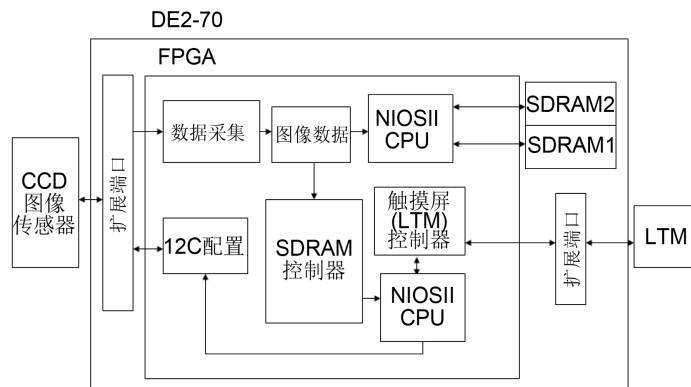 DE2-70
FPGA
CCD
图像
传感器
扩展端口
数据采集
图像数据
NIOSII
CPU
SDRAM2
SDRAM1
12C配置
SDRAM
控制器
触摸屏
(LTM)
控制器
NIOSII
CPU
扩展端口
LTM